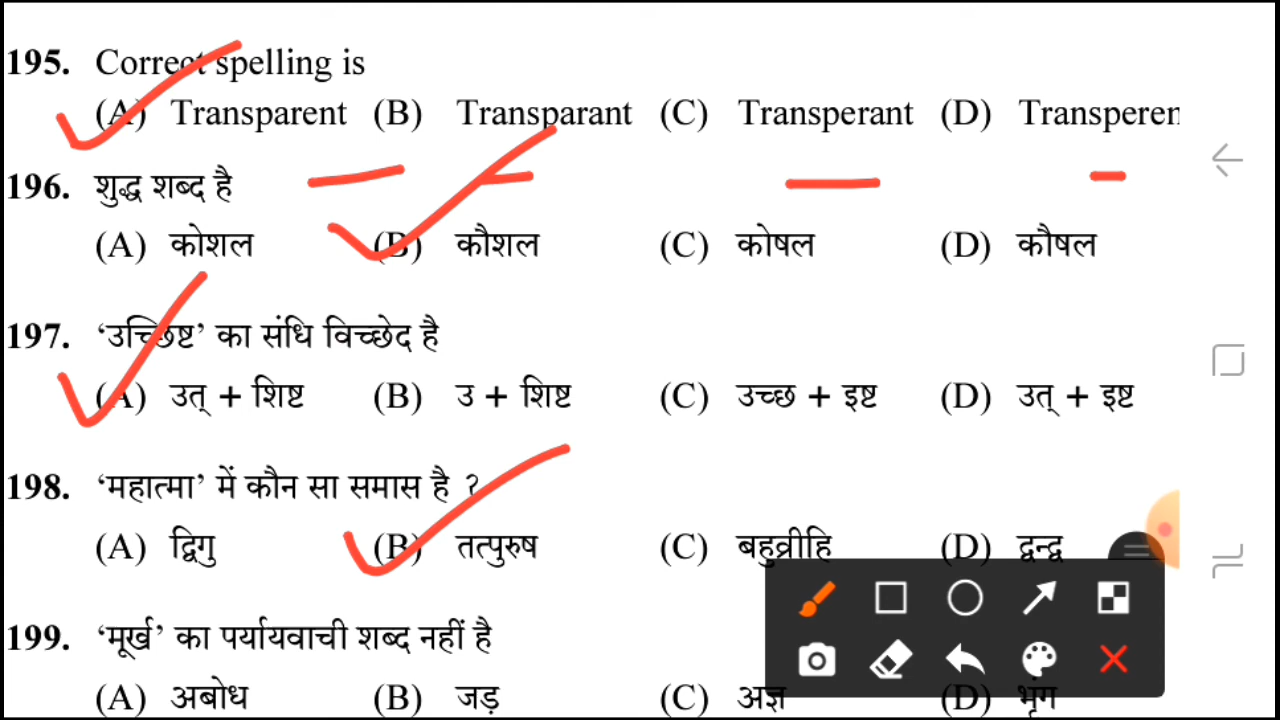 195. Correct spelling is
(A) Transparent (B) Transparant (C) Transperant (D) Transperen
196. शुद्ध शब्द है
(A) कोशल (B) कौशल (C) कोषल (D) कौषल
197. ‘उच्छिष्ट’ का संधि विच्छेद है
(A) उत् + शिष्ट (B) उ + शिष्ट (C) उच्छ + इष्ट (D) उत् + इष्ट
198. ‘महात्मा’ में कौन सा समास है ?
(A) द्विगु (B) तत्पुरुष (C) बहुव्रीहि (D) द्वन्द्व
199. ‘मूर्ख’ का पर्यायवाची शब्द नहीं है
(A) अबोध (B) जड़ (C) अज्ञ (D) भृंग